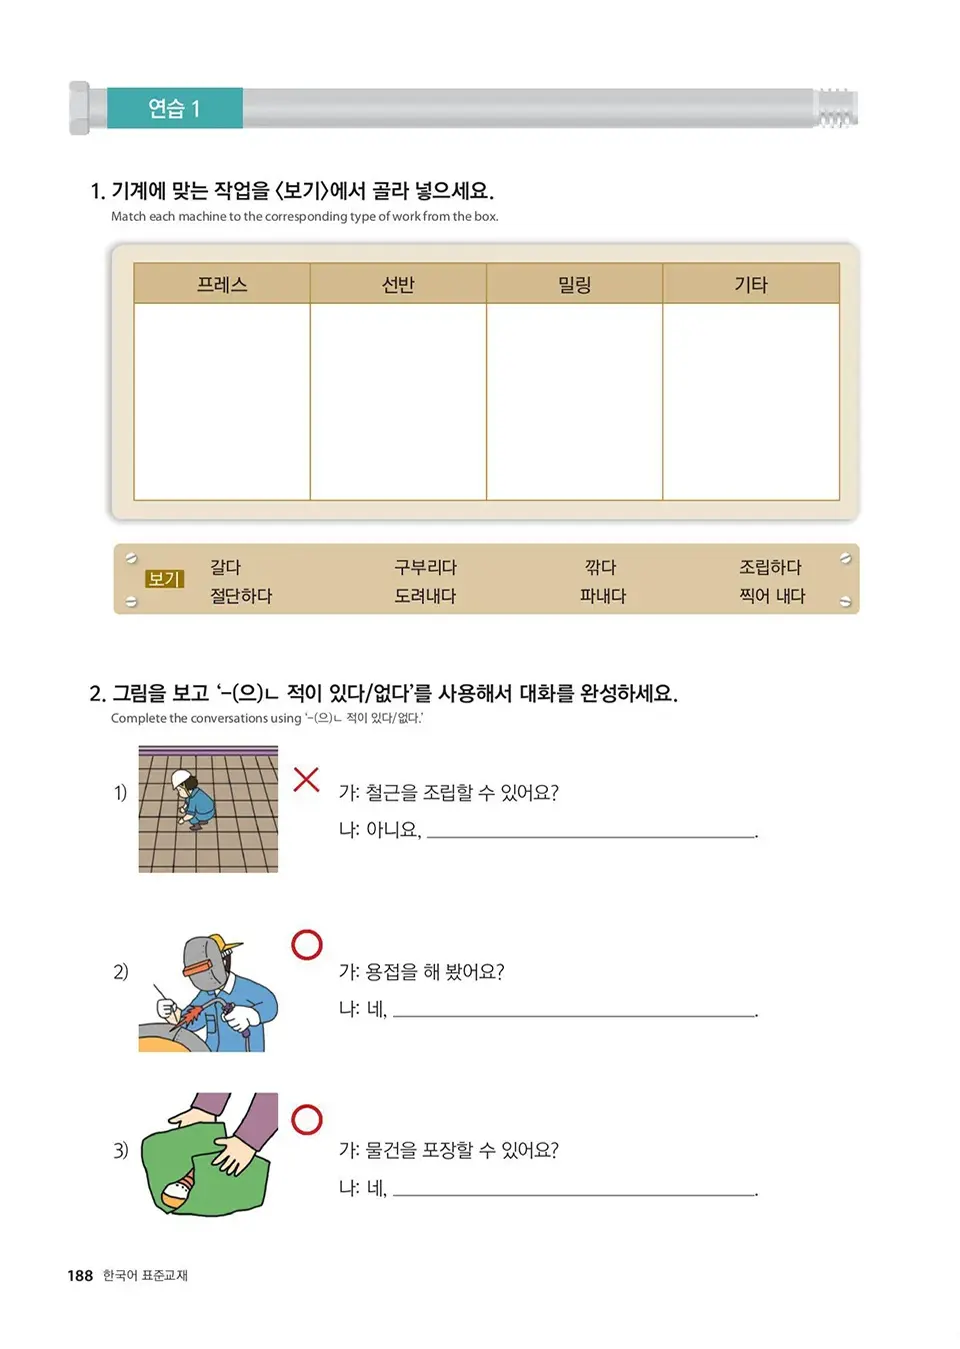 연습 1
1. 기계에 맞는 작업을 〈보기〉에서 골라 넣으세요.
Match each machine to the corresponding type of work from the box.
프레스 선반 밀링 기타
보기
갈다 구부리다 깎다 조립하다
절단하다 도려내다 파내다 찍어 내다
2. 그림을 보고 ‘-(으)ㄴ 적이 있다/없다’를 사용해서 대화를 완성하세요.
Complete the conversations using ‘-(으)ㄴ 적이 있다/없다.’
1)
가: 철근을 조립할 수 있어요?
나: 아니요, .
2)
가: 용접을 해 봤어요?
나: 네, .
3)
가: 물건을 포장할 수 있어요?
나: 네, .
188 한국어 표준교재